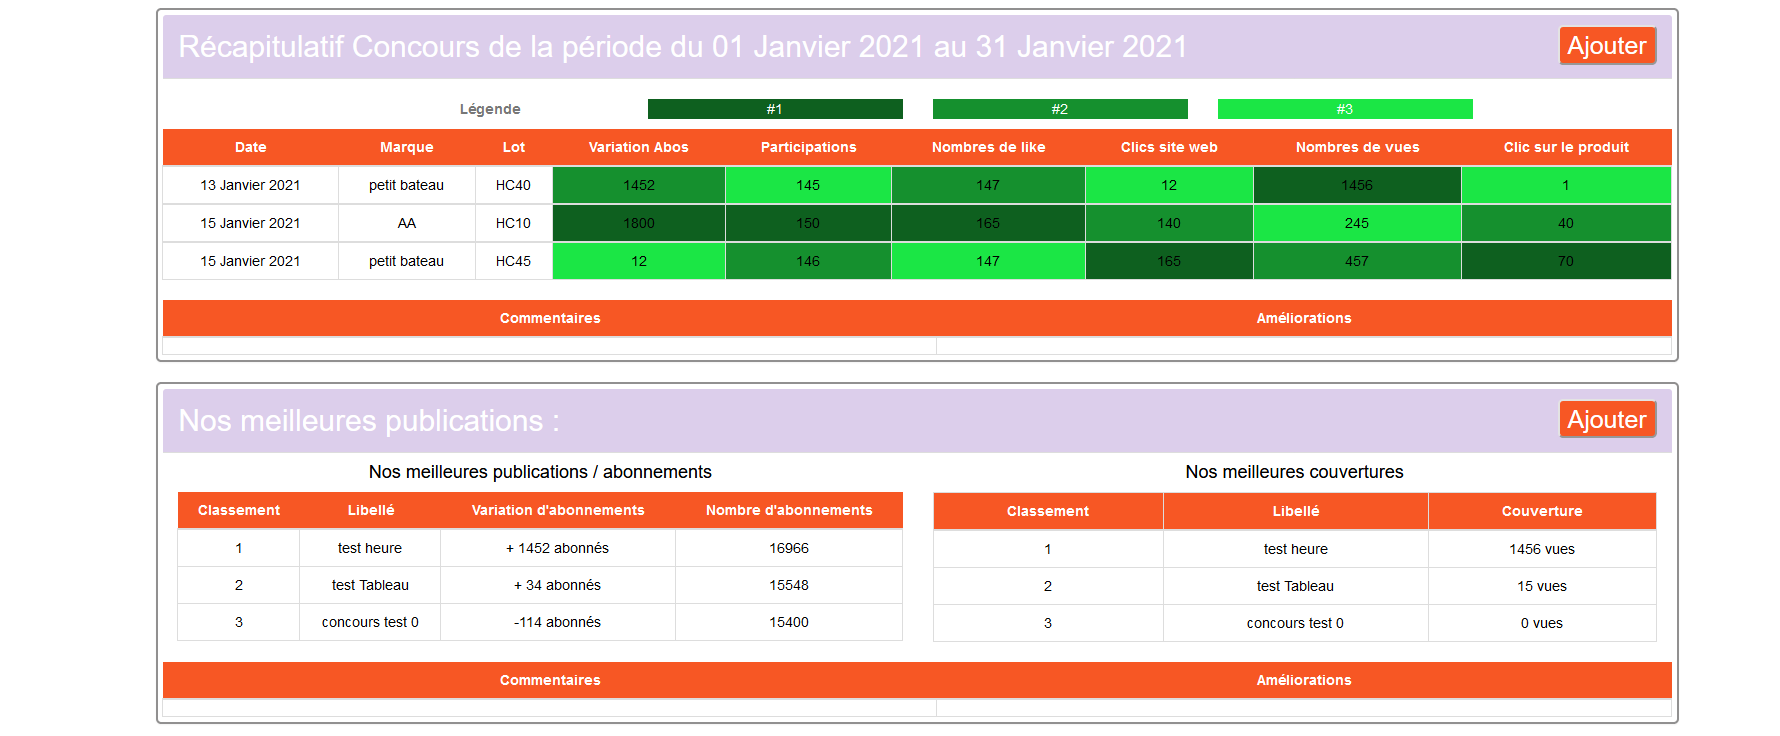 Récapitulatif Concours de la période du 01 Janvier 2021 au 31 Janvier 2021
Ajouter
Légende #1 #2 #3
Date Marque Lot Variation Abos Participations Nombres de like Clics site web Nombres de vues Clic sur le produit
13 Janvier 2021 petit bateau HC40 1452 145 147 12 1456 1
15 Janvier 2021 AA HC10 1800 150 165 140 245 40
15 Janvier 2021 petit bateau HC45 12 146 147 165 457 70
Commentaires Améliorations
Nos meilleures publications :
Ajouter
Nos meilleures publications / abonnements
Classement Libellé Variation d'abonnements Nombre d'abonnements
1 test heure + 1452 abonnés 16966
2 test Tableau + 34 abonnés 15548
3 concours test 0 -114 abonnés 15400
Nos meilleures couvertures
Classement Libellé Couverture
1 test heure 1456 vues
2 test Tableau 15 vues
3 concours test 0 0 vues
Commentaires Améliorations